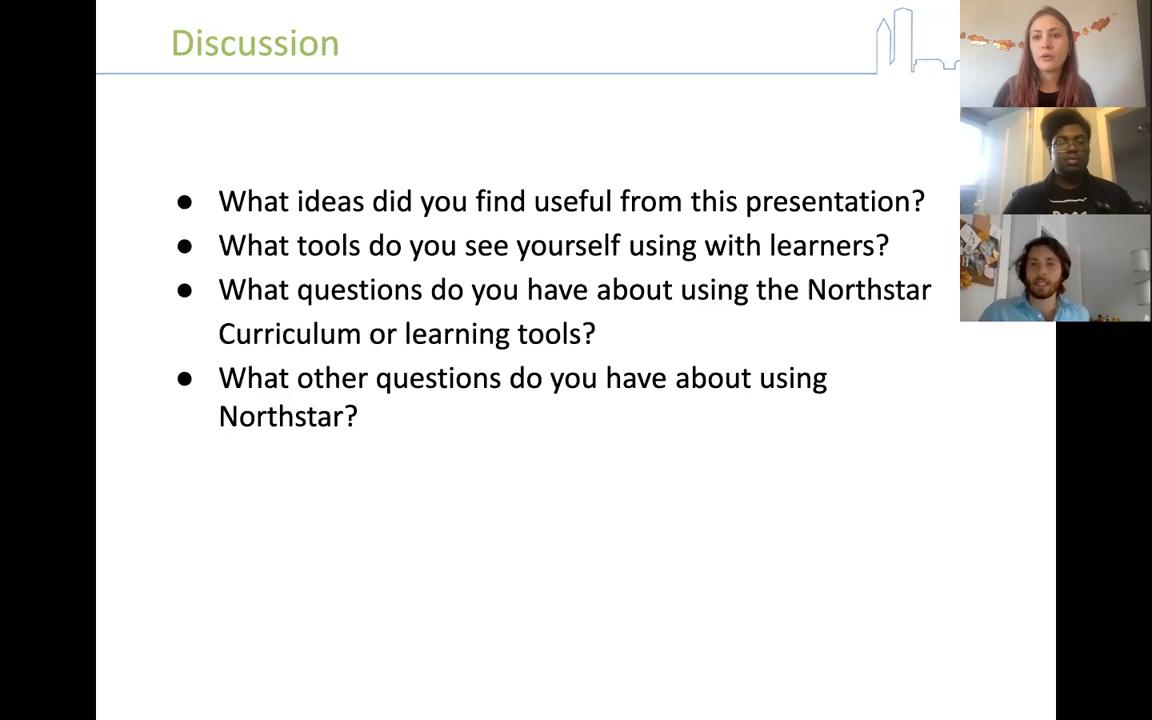 Discussion
● What ideas did you find useful from this presentation?
● What tools do you see yourself using with learners?
● What questions do you have about using the Northstar
Curriculum or learning tools?
● What other questions do you have about using
Northstar?